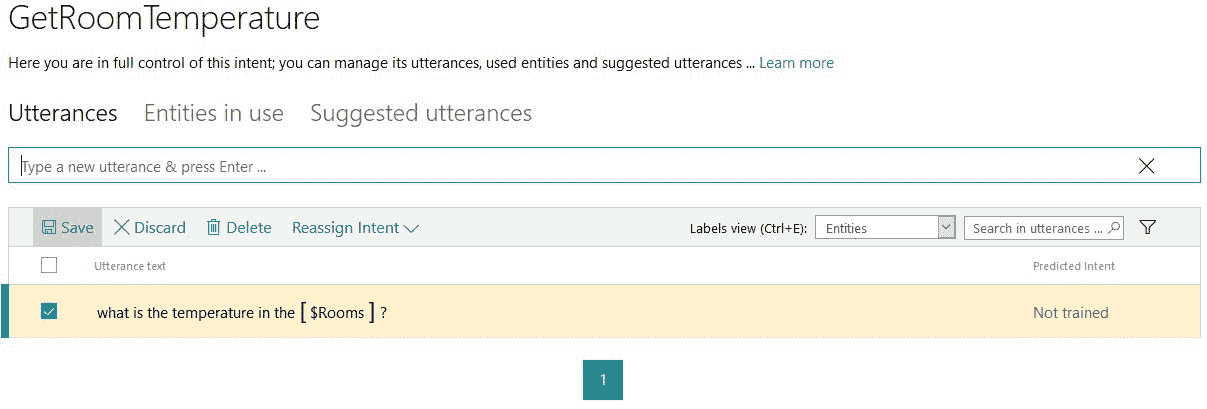 GetRoomTemperature
Here you are in full control of this intent; you can manage its utterances, used entities and suggested utterances ... Learn more
Utterances Entities in use Suggested utterances
Type a new utterance & press Enter ...
Save Discard Delete Reassign Intent Labels view (Ctrl+E): Entities Search in utterances ...
Utterance text Predicted Intent
what is the temperature in the [ $Rooms ] ? Not trained
1